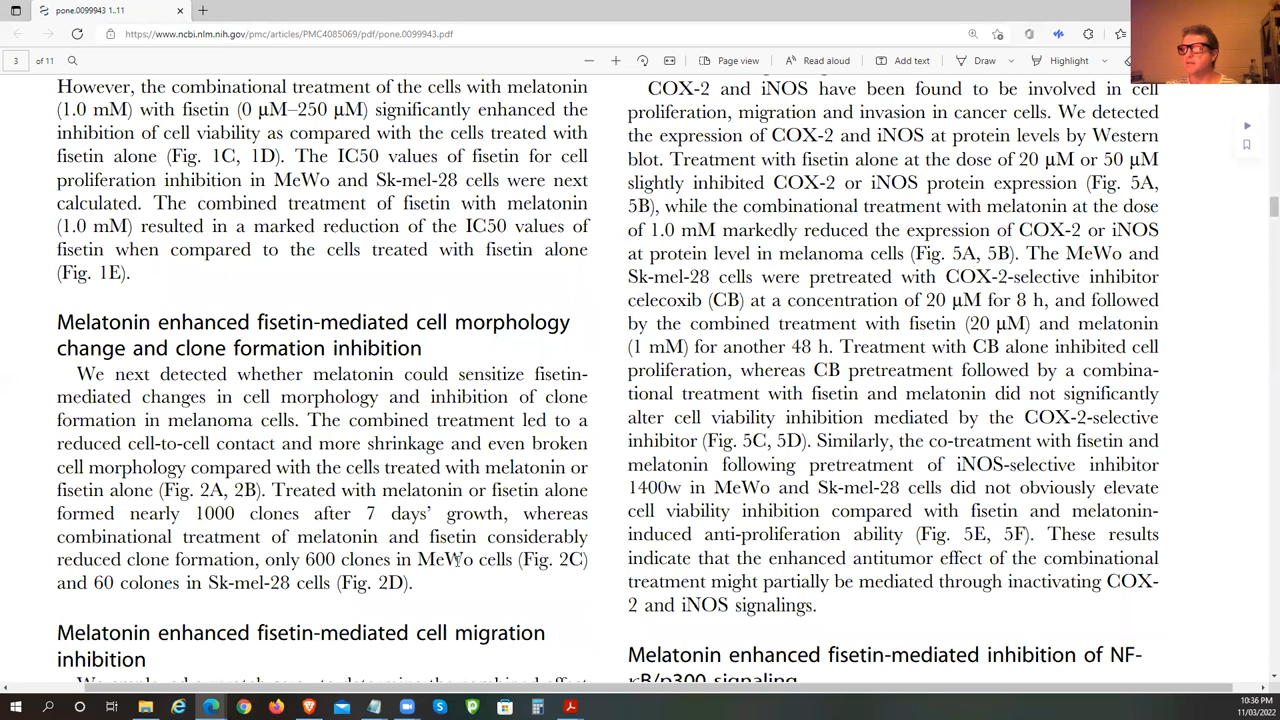 pone.0099943 1..11
https://www.ncbi.nlm.nih.gov/pmc/articles/PMC4085069/pdf/pone.0099943.pdf
3 of 11
Page view
Read aloud
Add text
Draw
Highlight
However, the combinational treatment of the cells with melatonin
(1.0 mM) with fisetin (0 μM–250 μM) significantly enhanced the
inhibition of cell viability as compared with the cells treated with
fisetin alone (Fig. 1C, 1D). The IC50 values of fisetin for cell
proliferation inhibition in MeWo and Sk-mel-28 cells were next
calculated. The combined treatment of fisetin with melatonin
(1.0 mM) resulted in a marked reduction of the IC50 values of
fisetin when compared to the cells treated with fisetin alone
(Fig. 1E).
Melatonin enhanced fisetin-mediated cell morphology
change and clone formation inhibition
We next detected whether melatonin could sensitize fisetin-
mediated changes in cell morphology and inhibition of clone
formation in melanoma cells. The combined treatment led to a
reduced cell-to-cell contact and more shrinkage and even broken
cell morphology compared with the cells treated with melatonin or
fisetin alone (Fig. 2A, 2B). Treated with melatonin or fisetin alone
formed nearly 1000 clones after 7 days’ growth, whereas
combinational treatment of melatonin and fisetin considerably
reduced clone formation, only 600 clones in MeWo cells (Fig. 2C)
and 60 colones in Sk-mel-28 cells (Fig. 2D).
Melatonin enhanced fisetin-mediated cell migration
inhibition
COX-2 and iNOS have been found to be involved in cell
proliferation, migration and invasion in cancer cells. We detected
the expression of COX-2 and iNOS at protein levels by Western
blot. Treatment with fisetin alone at the dose of 20 μM or 50 μM
slightly inhibited COX-2 or iNOS protein expression (Fig. 5A,
5B), while the combinational treatment with melatonin at the dose
of 1.0 mM markedly reduced the expression of COX-2 or iNOS
at protein level in melanoma cells (Fig. 5A, 5B). The MeWo and
Sk-mel-28 cells were pretreated with COX-2-selective inhibitor
celecoxib (CB) at a concentration of 20 μM for 8 h, and followed
by the combined treatment with fisetin (20 μM) and melatonin
(1 mM) for another 48 h. Treatment with CB alone inhibited cell
proliferation, whereas CB pretreatment followed by a combina-
tional treatment with fisetin and melatonin did not significantly
alter cell viability inhibition mediated by the COX-2-selective
inhibitor (Fig. 5C, 5D). Similarly, the co-treatment with fisetin and
melatonin following pretreatment of iNOS-selective inhibitor
1400w in MeWo and Sk-mel-28 cells did not obviously elevate
cell viability inhibition compared with fisetin and melatonin-
induced anti-proliferation ability (Fig. 5E, 5F). These results
indicate that the enhanced antitumor effect of the combinational
treatment might partially be mediated through inactivating COX-
2 and iNOS signalings.
Melatonin enhanced fisetin-mediated inhibition of NF-
κB/p300 signaling
10:36 PM
11/03/2022